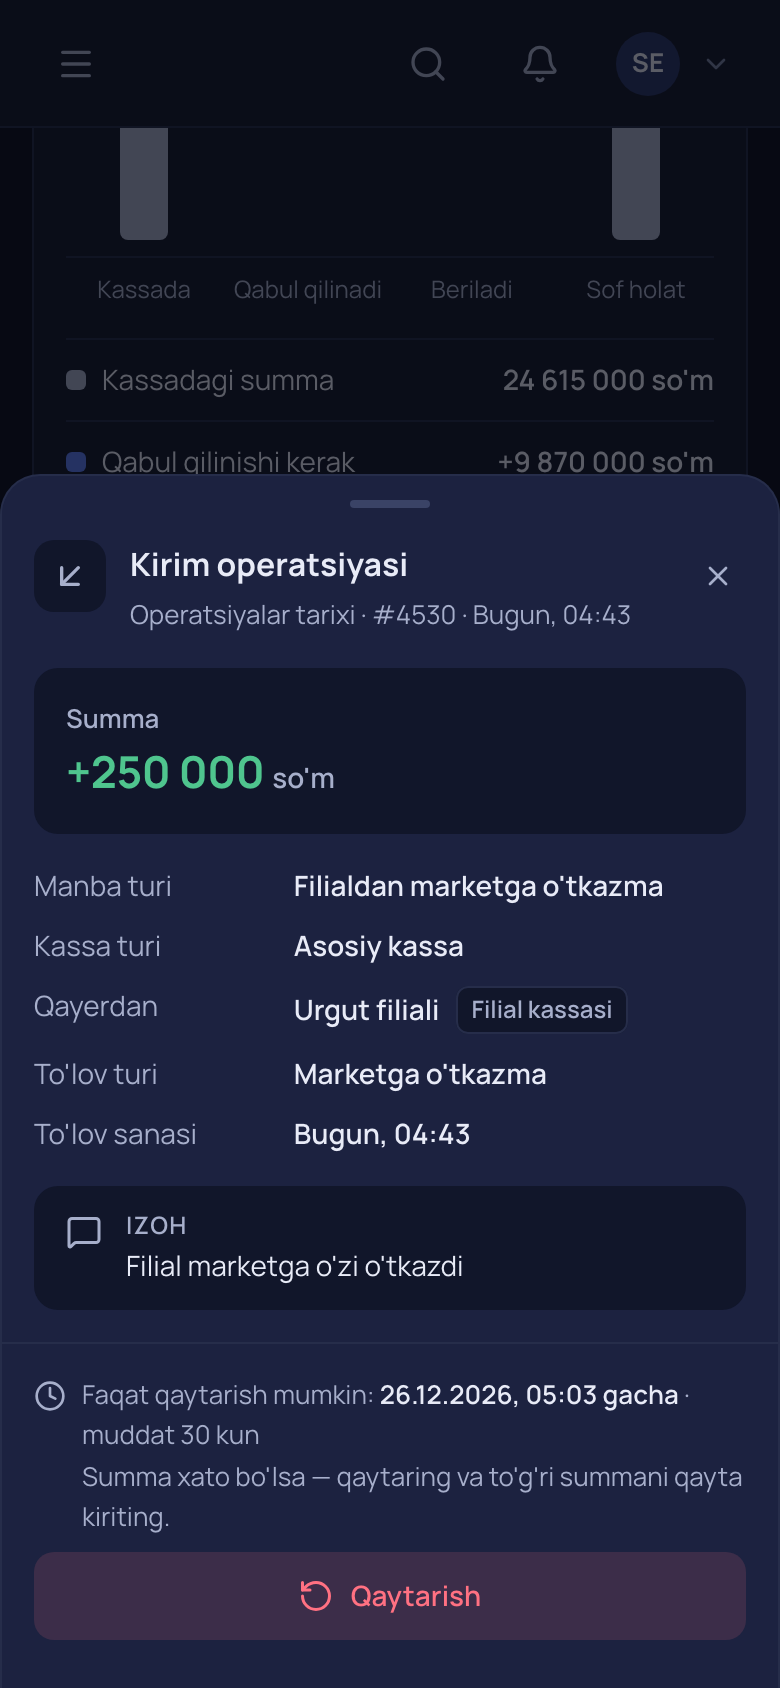 SE
Kassada Qabul qilinadi Beriladi Sof holat
Kassadagi summa 24 615 000 so'm
Qabul qilinishi kerak +9 870 000 so'm
Kirim operatsiyasi
Operatsiyalar tarixi · #4530 · Bugun, 04:43
Summa
+250 000 so'm
Manba turi Filialdan marketga o'tkazma
Kassa turi Asosiy kassa
Qayerdan Urgut filiali Filial kassasi
To'lov turi Marketga o'tkazma
To'lov sanasi Bugun, 04:43
IZOH
Filial marketga o'zi o'tkazdi
Faqat qaytarish mumkin: 26.12.2026, 05:03 gacha ·
muddat 30 kun
Summa xato bo'lsa — qaytaring va to'g'ri summani qayta
kiriting.
Qaytarish